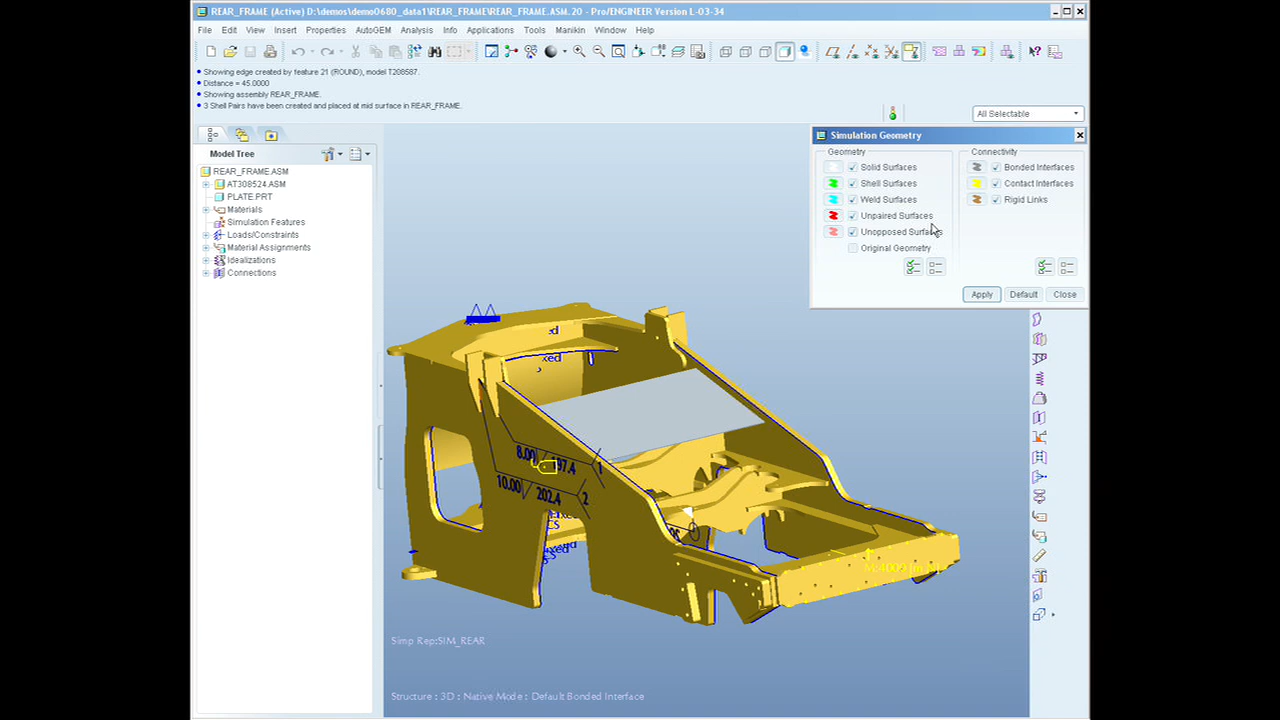 REAR_FRAME (Active) D:\demos\demo0680_data1\REAR_FRAME\REAR_FRAME.ASM.20 - Pro/ENGINEER Version L-03-34
File Edit View Insert Properties AutoGEM Analysis Info Applications Tools Manikin Window Help
Showing edge created by feature 21 (ROUND), model T208587.
Distance = 45.0000
Showing assembly REAR_FRAME.
3 Shell Pairs have been created and placed at mid surface in REAR_FRAME.
All Selectable
Model Tree
REAR_FRAME.ASM
AT308524.ASM
PLATE.PRT
Materials
Simulation Features
Loads/Constraints
Material Assignments
Idealizations
Connections
Simulation Geometry
Geometry
Solid Surfaces
Shell Surfaces
Weld Surfaces
Unpaired Surfaces
Unopposed Surfaces
Original Geometry
Connectivity
Bonded Interfaces
Contact Interfaces
Rigid Links
Apply Default Close
8.00
197.4
1
10.00
202.4
2
Simp Rep:SIM_REAR
Structure : 3D : Native Mode : Default Bonded Interface